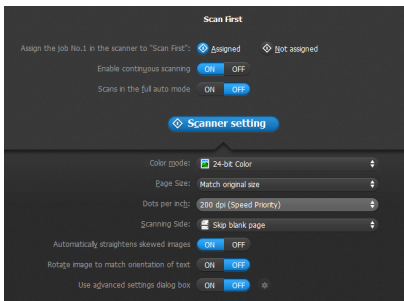 Scan First
Assign the job No.1 in the scanner to "Scan First": Assigned Not assigned
Enable continuous scanning ON OFF
Scans in the full auto mode ON OFF
Scanner setting
Color mode: 24-bit Color
Page Size: Match original size
Dots per inch: 200 dpi (Speed Priority)
Scanning Side: Skip blank page
Automatically straightens skewed images ON OFF
Rotate image to match orientation of text ON OFF
Use advanced settings dialog box ON OFF